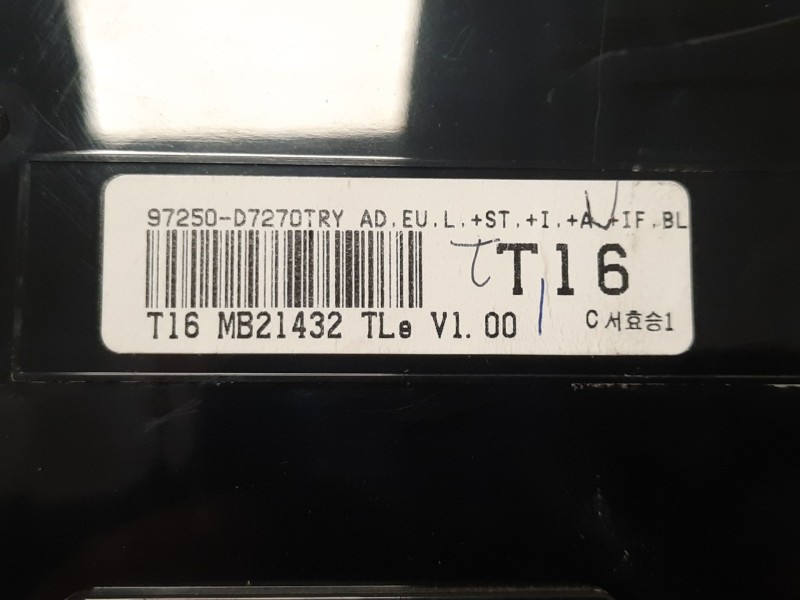 97250-D7270TRY AD,EU,L,+ST,+I,+A,+IF,BL
T16
T16 MB21432 TLe V1.00
C 서효승1